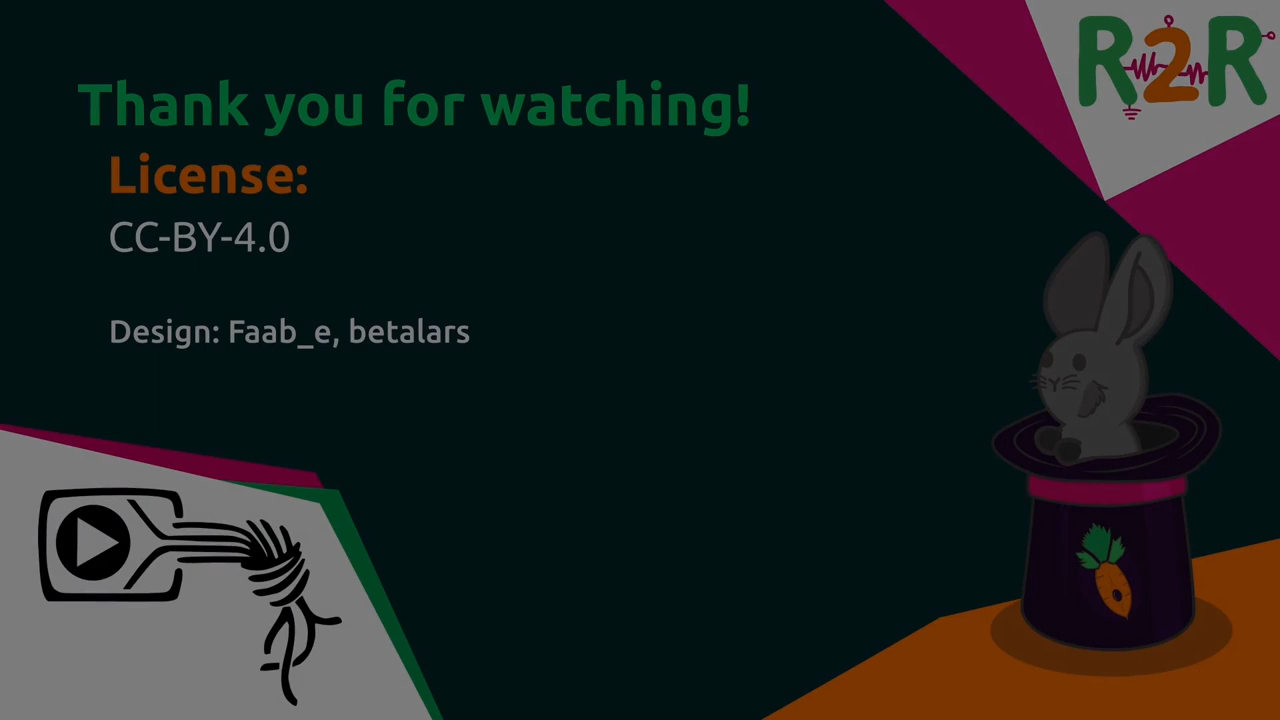 R2R
Thank you for watching!
License:
CC-BY-4.0
Design: Faab_e, betalars